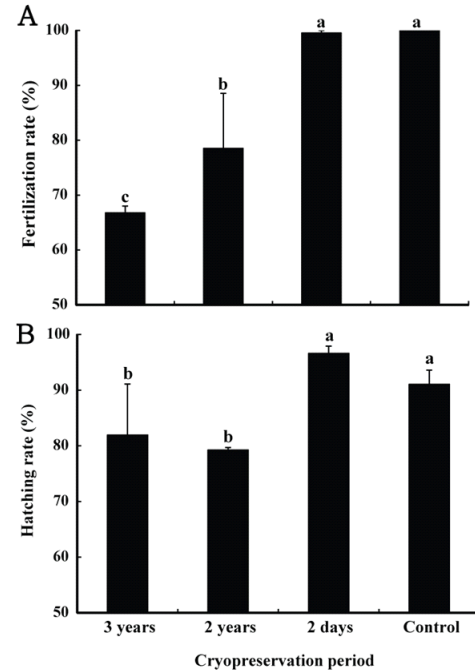 A
100
90
80
70
60
50
Fertilization rate (%)
c
b
a
a
B
100
90
80
70
60
50
Hatching rate (%)
b
b
a
a
3 years
2 years
2 days
Control
Cryopreservation period